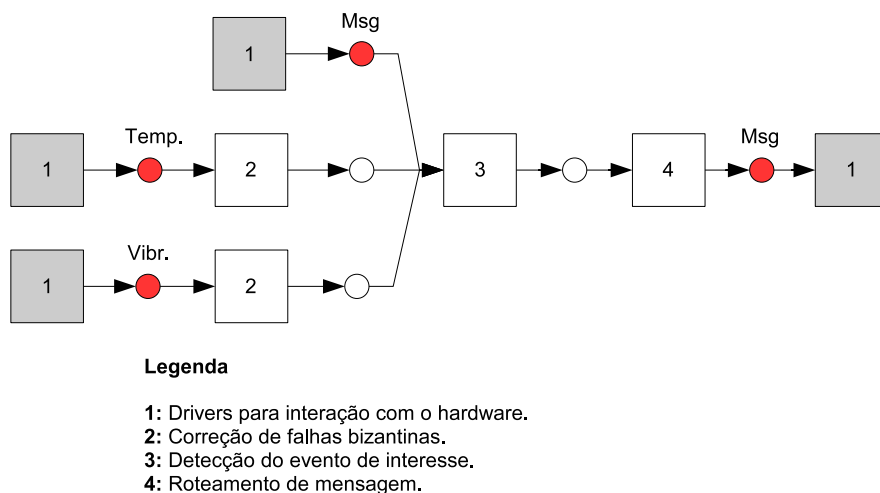 Msg
1
Temp.
Msg
1
2
3
4
1
Vibr.
1
2
Legenda
1: Drivers para interação com o hardware.
2: Correção de falhas bizantinas.
3: Detecção do evento de interesse.
4: Roteamento de mensagem.